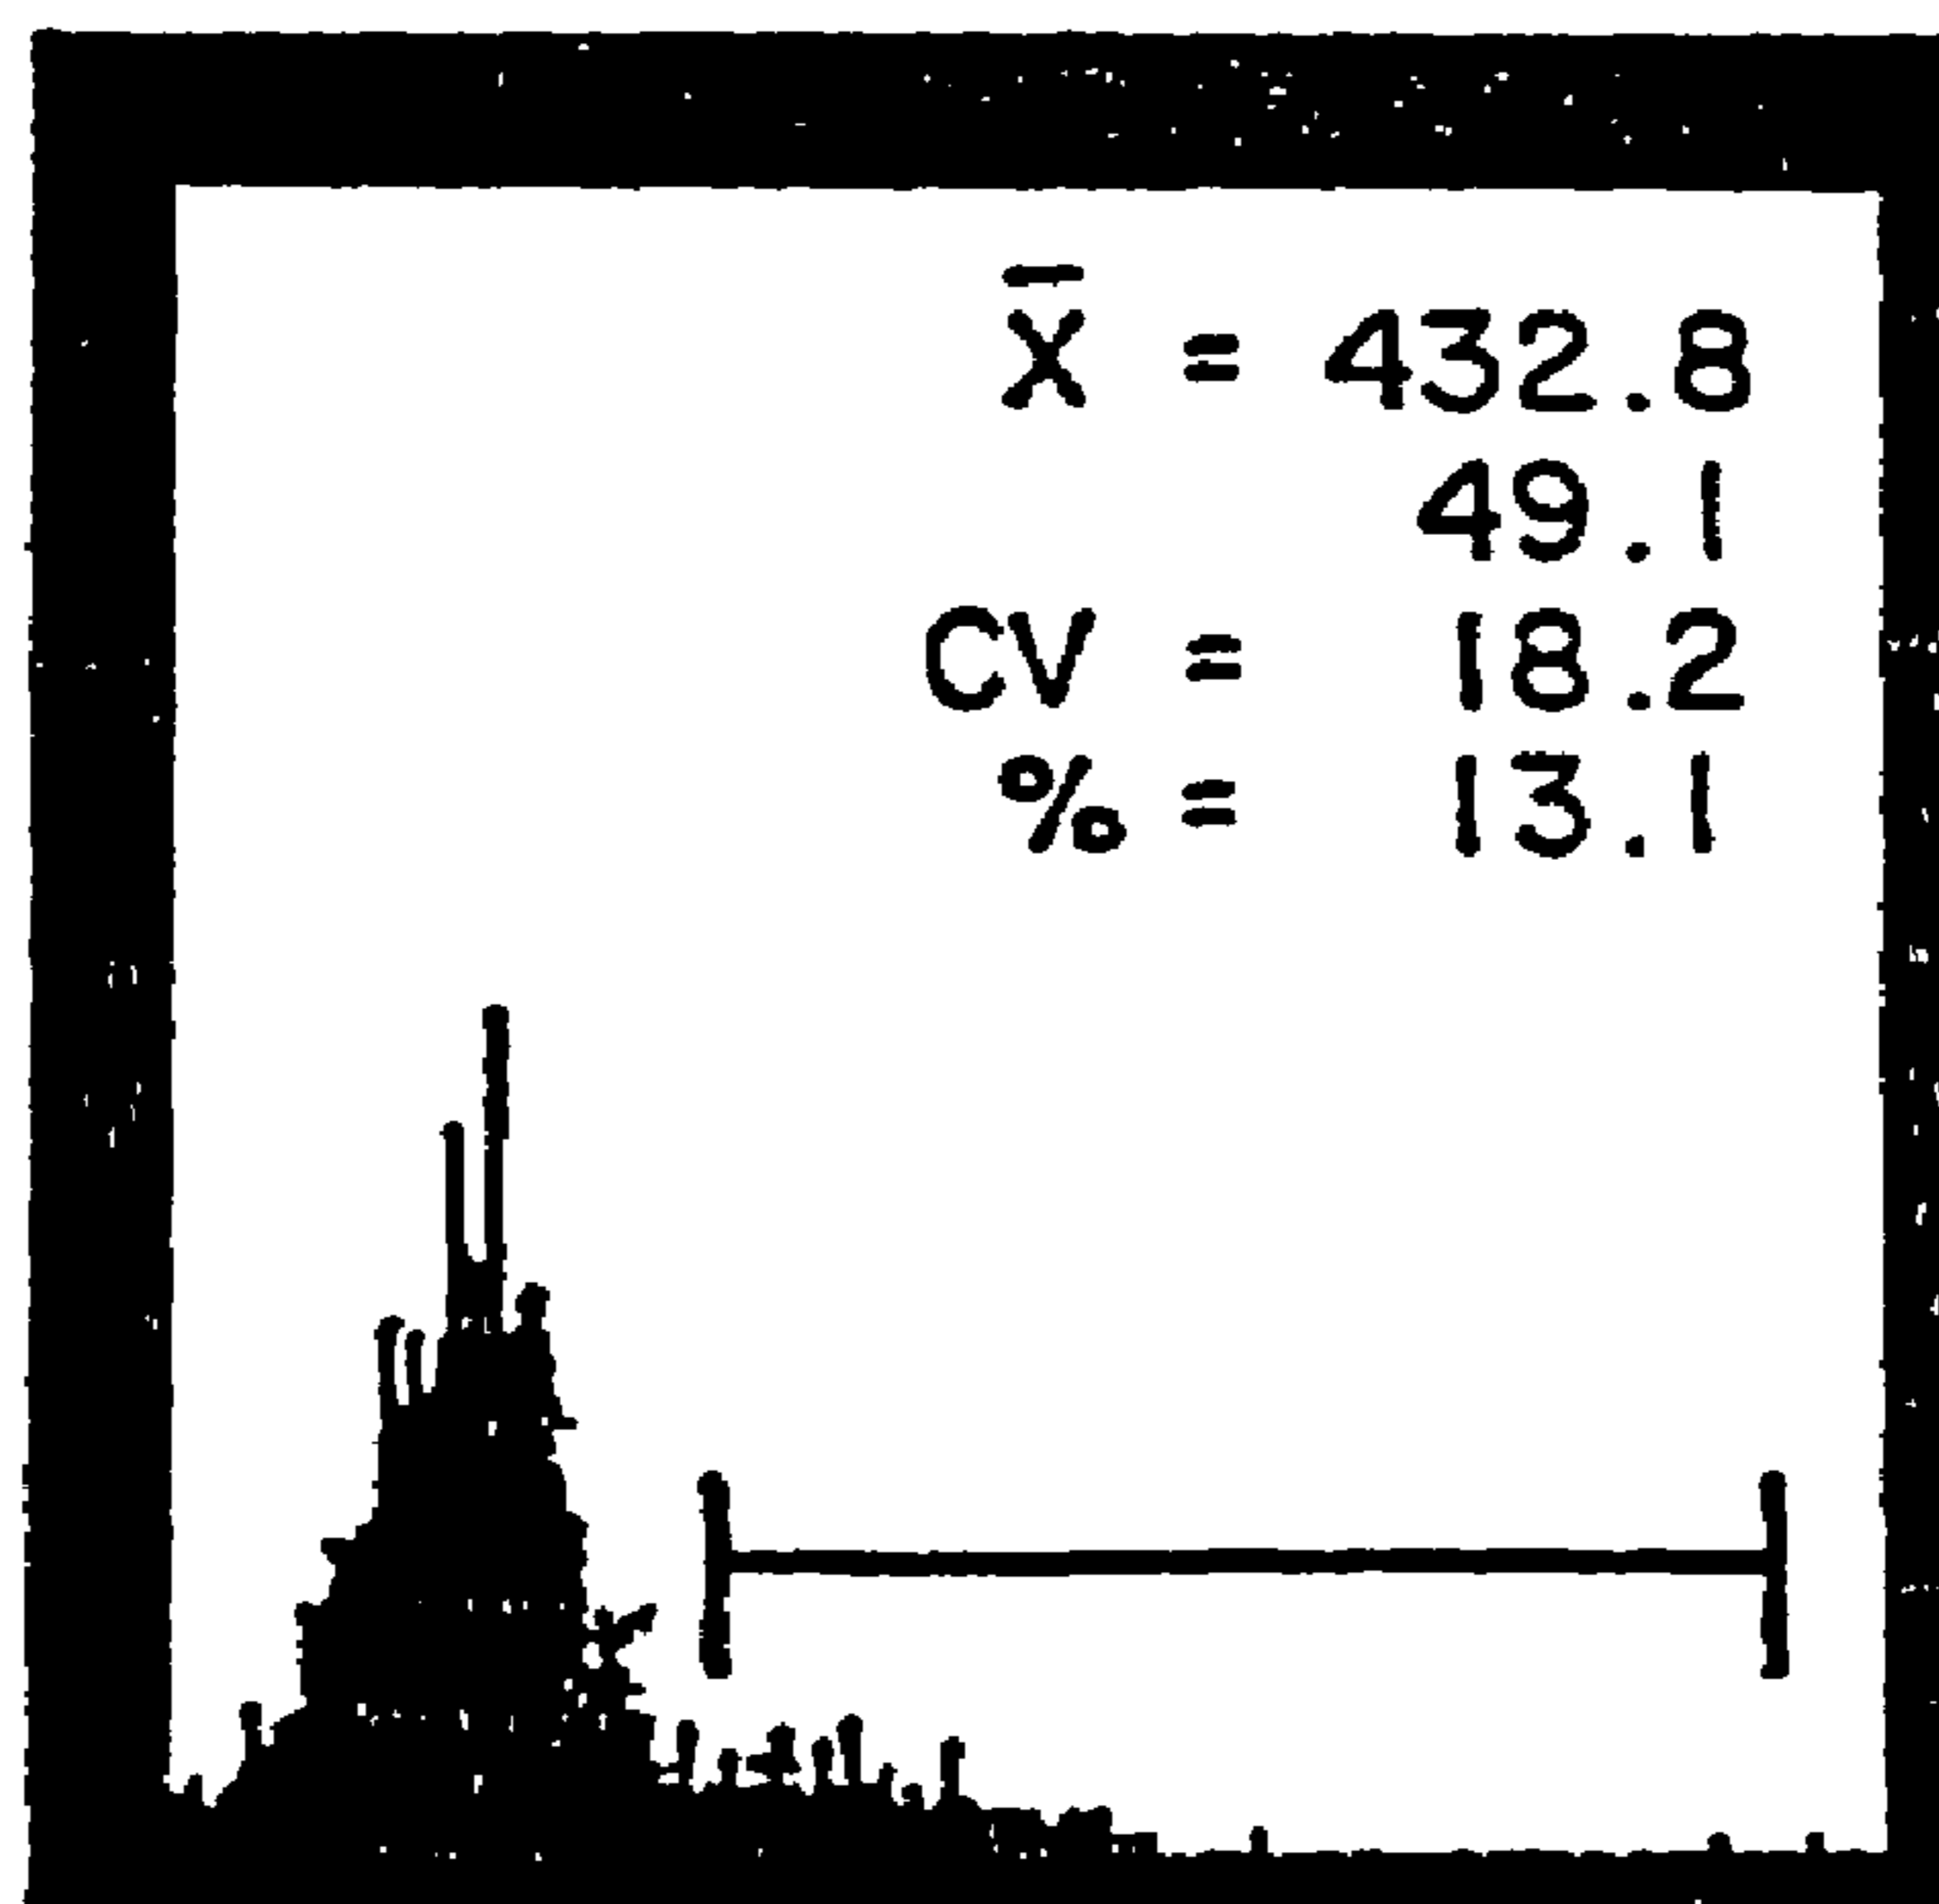 X̄ = 432.8
49.1
CV = 18.2
% = 13.1